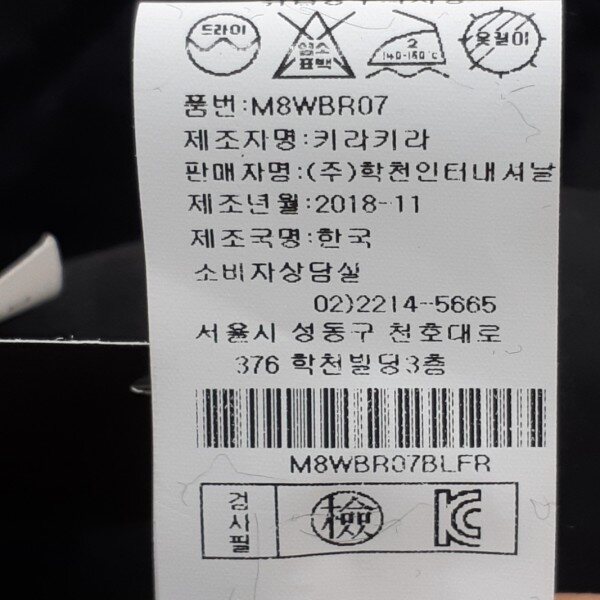 드라이
염소
표백
2
140-160°C
옷걸이
품번:M8WBR07
제조자명:키라키라
판매자명:(주)학천인터내셔날
제조년월:2018-11
제조국명:한국
소비자상담실
02)2214-5665
서울시 성동구 천호대로
376 학천빌딩3층
M8WBR07BLFR
검사필
檢
KC